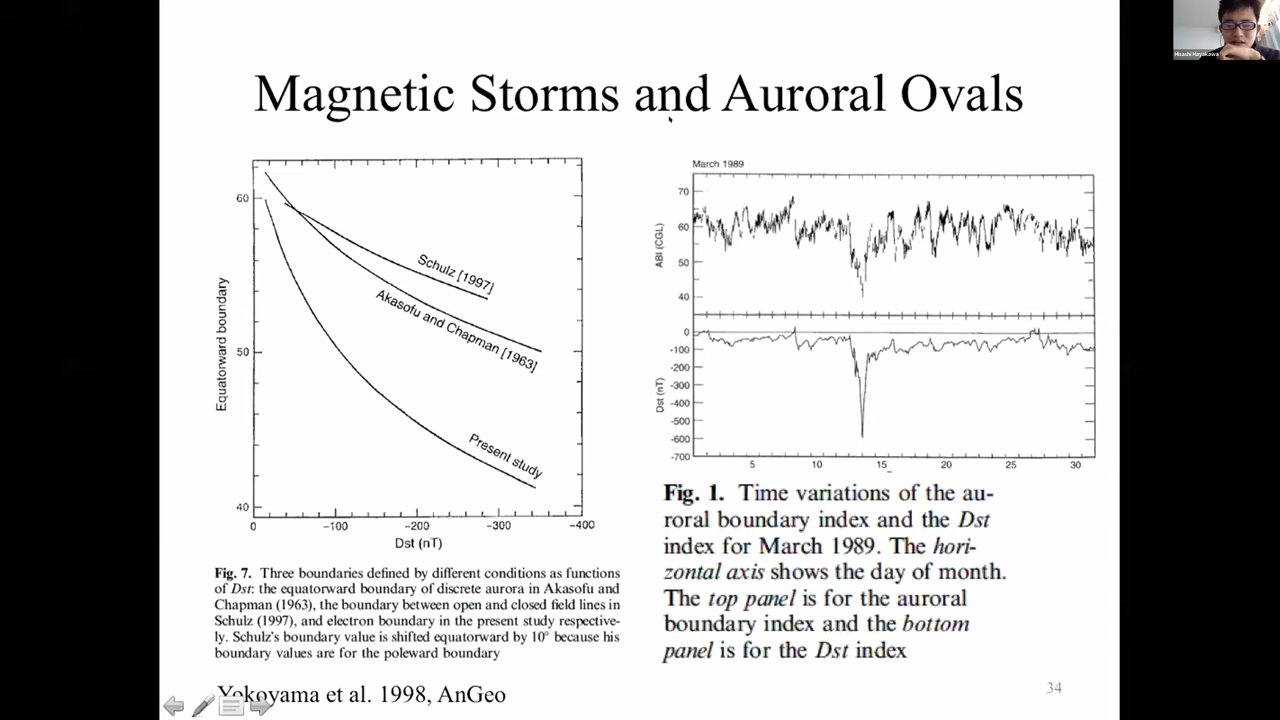 Hisashi Hayakawa
Magnetic Storms and Auroral Ovals
60
50
40
Equatorward boundary
Schulz [1997]
Akasofu and Chapman [1963]
Present study
0 -100 -200 -300 -400
Dst (nT)
Fig. 7. Three boundaries defined by different conditions as functions
of Dst: the equatorward boundary of discrete aurora in Akasofu and
Chapman (1963), the boundary between open and closed field lines in
Schulz (1997), and electron boundary in the present study respective-
ly. Schulz's boundary value is shifted equatorward by 10° because his
boundary values are for the poleward boundary
March 1989
70
60
50
40
ABI (CGL)
0
-100
-200
-300
-400
-500
-600
-700
Dst (nT)
5 10 15 20 25 30
Fig. 1. Time variations of the au-
roral boundary index and the Dst
index for March 1989. The hori-
zontal axis shows the day of month.
The top panel is for the auroral
boundary index and the bottom
panel is for the Dst index
Yokoyama et al. 1998, AnGeo
34